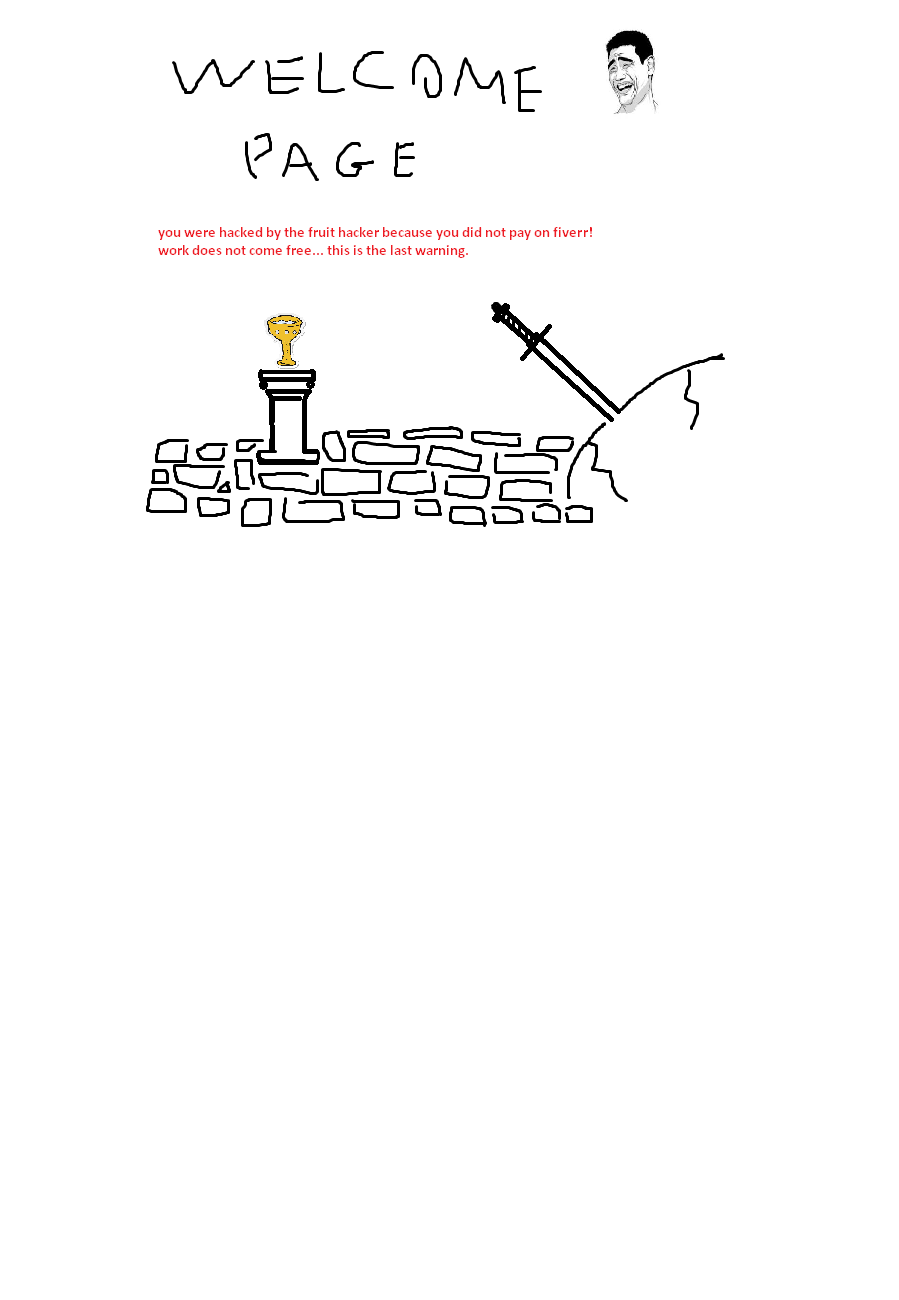 WELCOME
PAGE
you were hacked by the fruit hacker because you did not pay on fiverr!
work does not come free... this is the last warning.